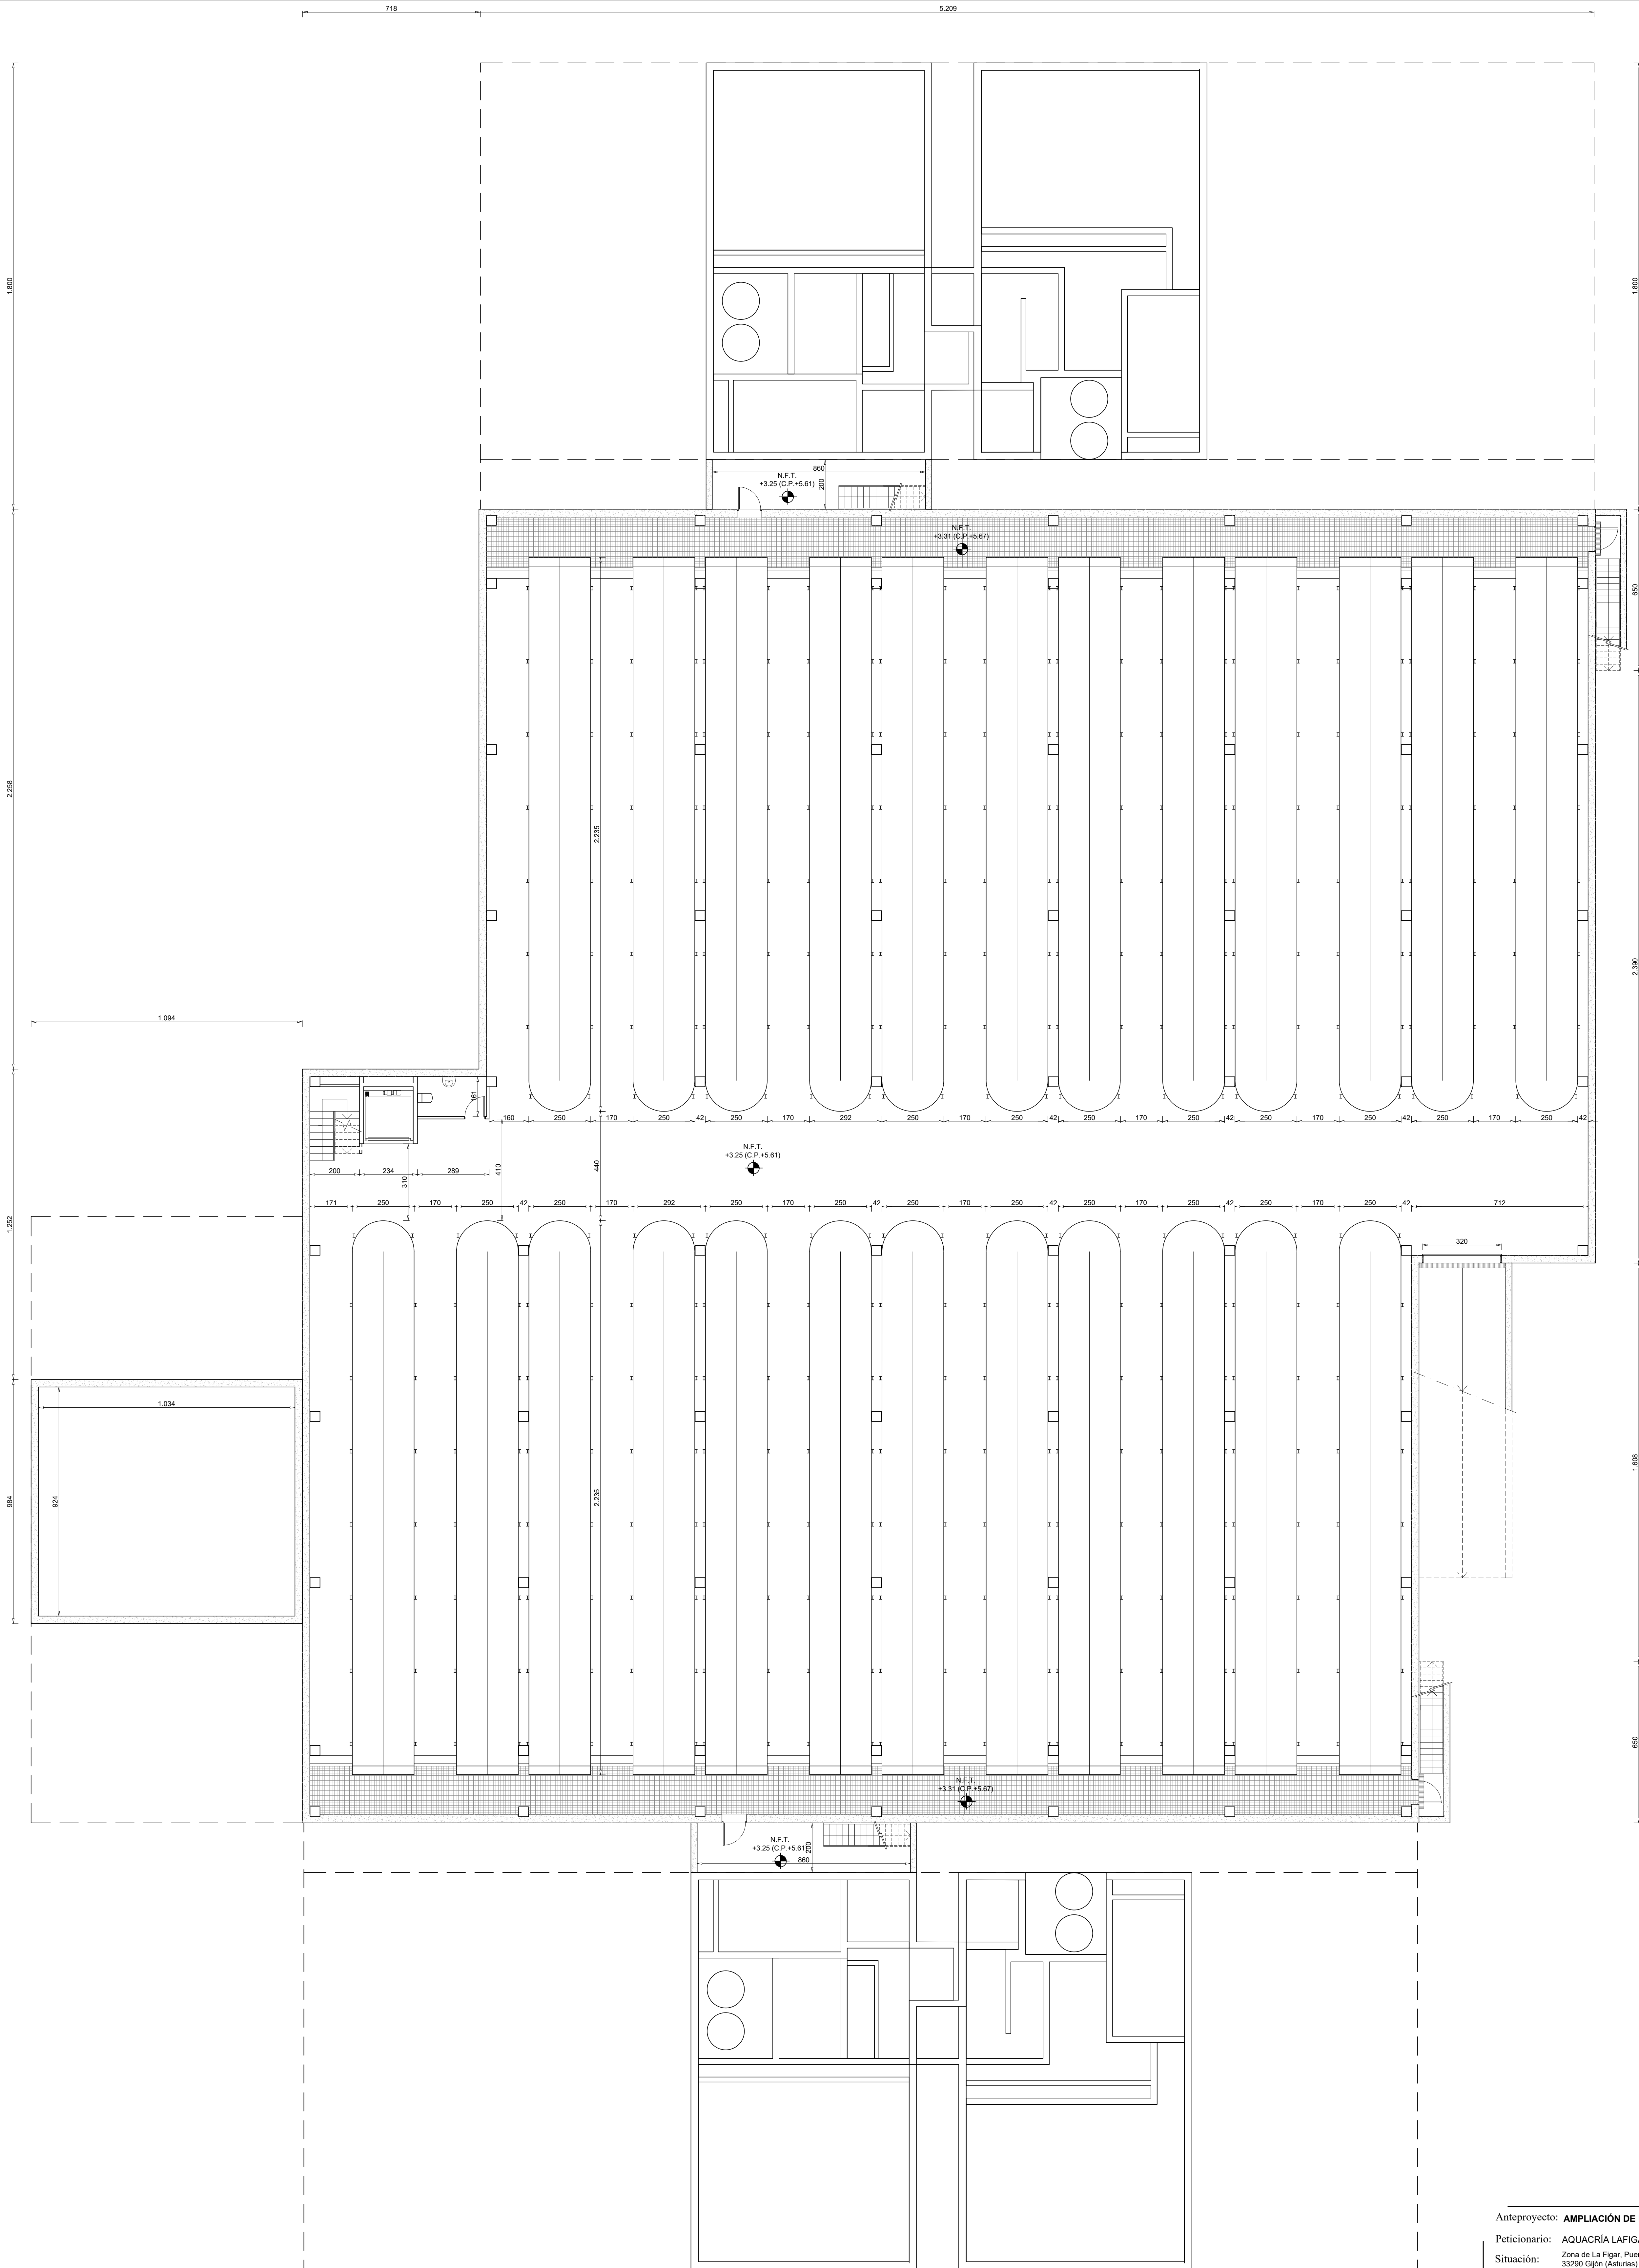 718
5.209
1.800
1.800
860
N.F.T.
+3.25 (C.P.+5.61)
200
N.F.T.
+3.31 (C.P.+5.67)
650
2.258
2.235
2.390
1.094
161
160 250 170 250 42 250 170 292 250 170 250 42 250 170 250 42 250 170 250 42 250 170 250 42
N.F.T.
+3.25 (C.P.+5.61)
200 234 289
310
410
440
171 250 170 250 42 250 170 292 250 170 250 42 250 170 250 42 250 170 250 42 250 170 250 42 712
1.252
320
1.034
924
984
2.235
1.608
650
N.F.T.
+3.31 (C.P.+5.67)
N.F.T.
+3.25 (C.P.+5.61)
200
860
Anteproyecto: AMPLIACIÓN DE
Peticionario: AQUACRÍA
Situación: Zona de La Figar,
33290 Gijón (Asturias)